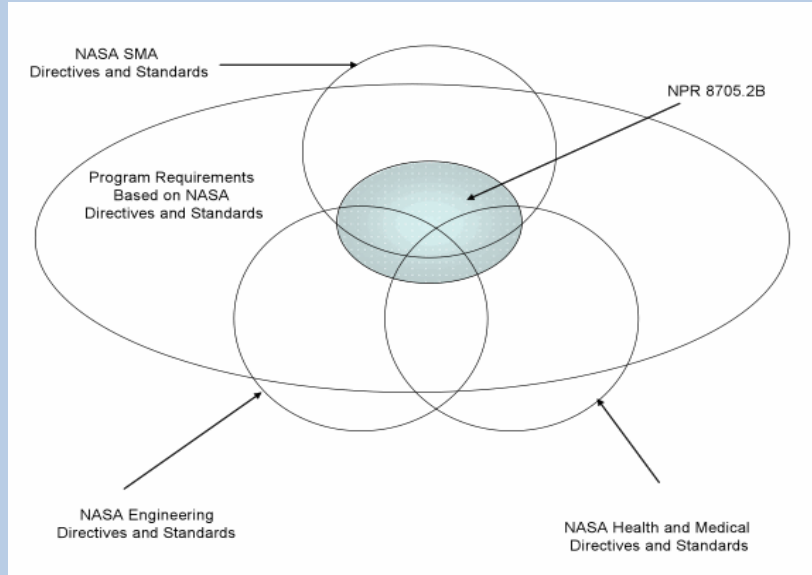 NASA SMA
Directives and Standards
NPR 8705.2B
Program Requirements
Based on NASA
Directives and Standards
NASA Engineering
Directives and Standards
NASA Health and Medical
Directives and Standards